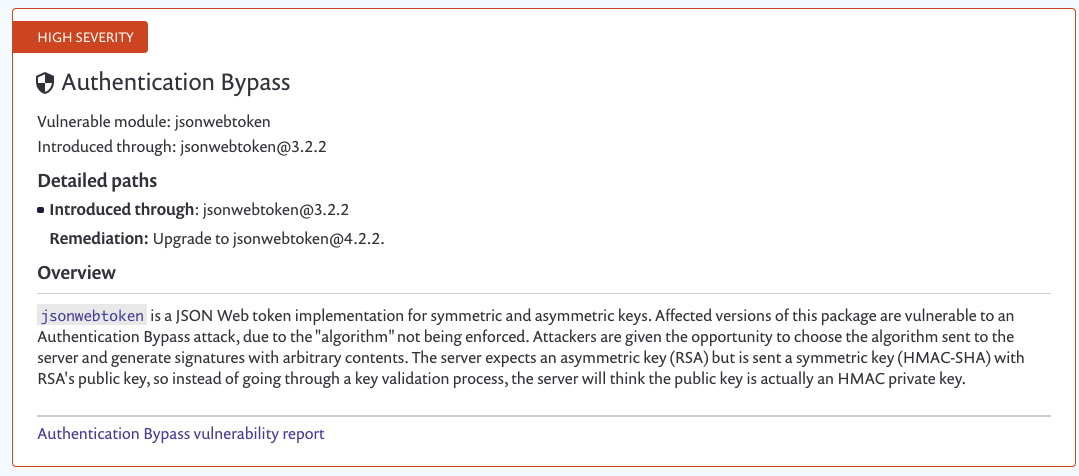 HIGH SEVERITY
Authentication Bypass
Vulnerable module: jsonwebtoken
Introduced through: jsonwebtoken@3.2.2
Detailed paths
Introduced through: jsonwebtoken@3.2.2
Remediation: Upgrade to jsonwebtoken@4.2.2.
Overview
jsonwebtoken is a JSON Web token implementation for symmetric and asymmetric keys. Affected versions of this package are vulnerable to an
Authentication Bypass attack, due to the "algorithm" not being enforced. Attackers are given the opportunity to choose the algorithm sent to the
server and generate signatures with arbitrary contents. The server expects an asymmetric key (RSA) but is sent a symmetric key (HMAC-SHA) with
RSA's public key, so instead of going through a key validation process, the server will think the public key is actually an HMAC private key.
Authentication Bypass vulnerability report